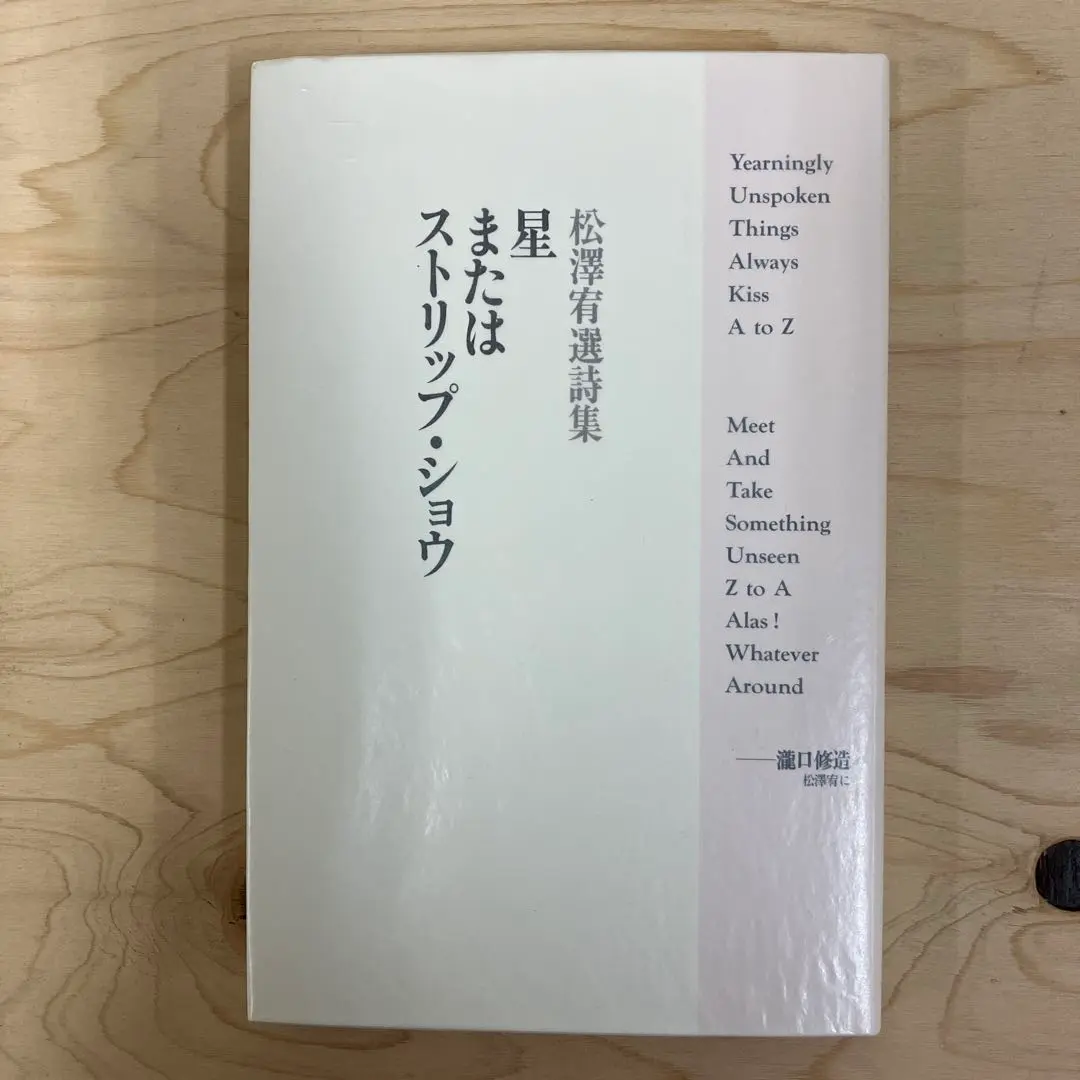 松澤宥選詩集
星
または
ストリップ・ショウ
Yearningly
Unspoken
Things
Always
Kiss
A to Z
Meet
And
Take
Something
Unseen
Z to A
Alas !
Whatever
Around
——瀧口修造
松澤宥に